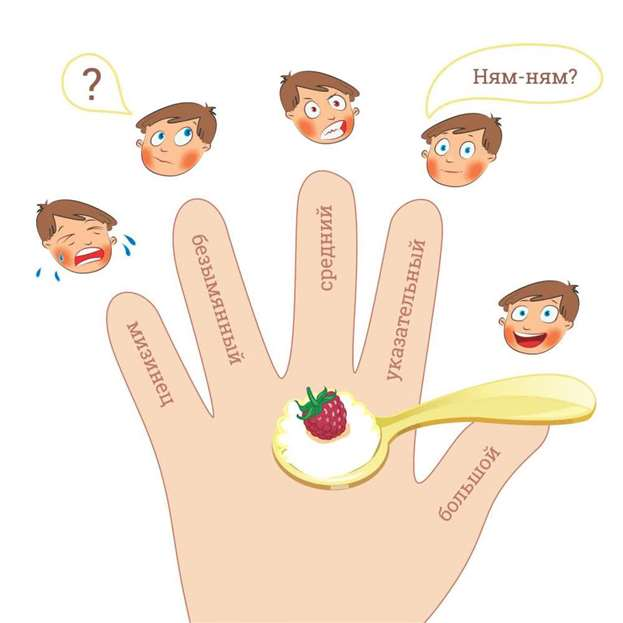 ?
Ням-ням?
мизинец
безымянный
средний
указательный
большой